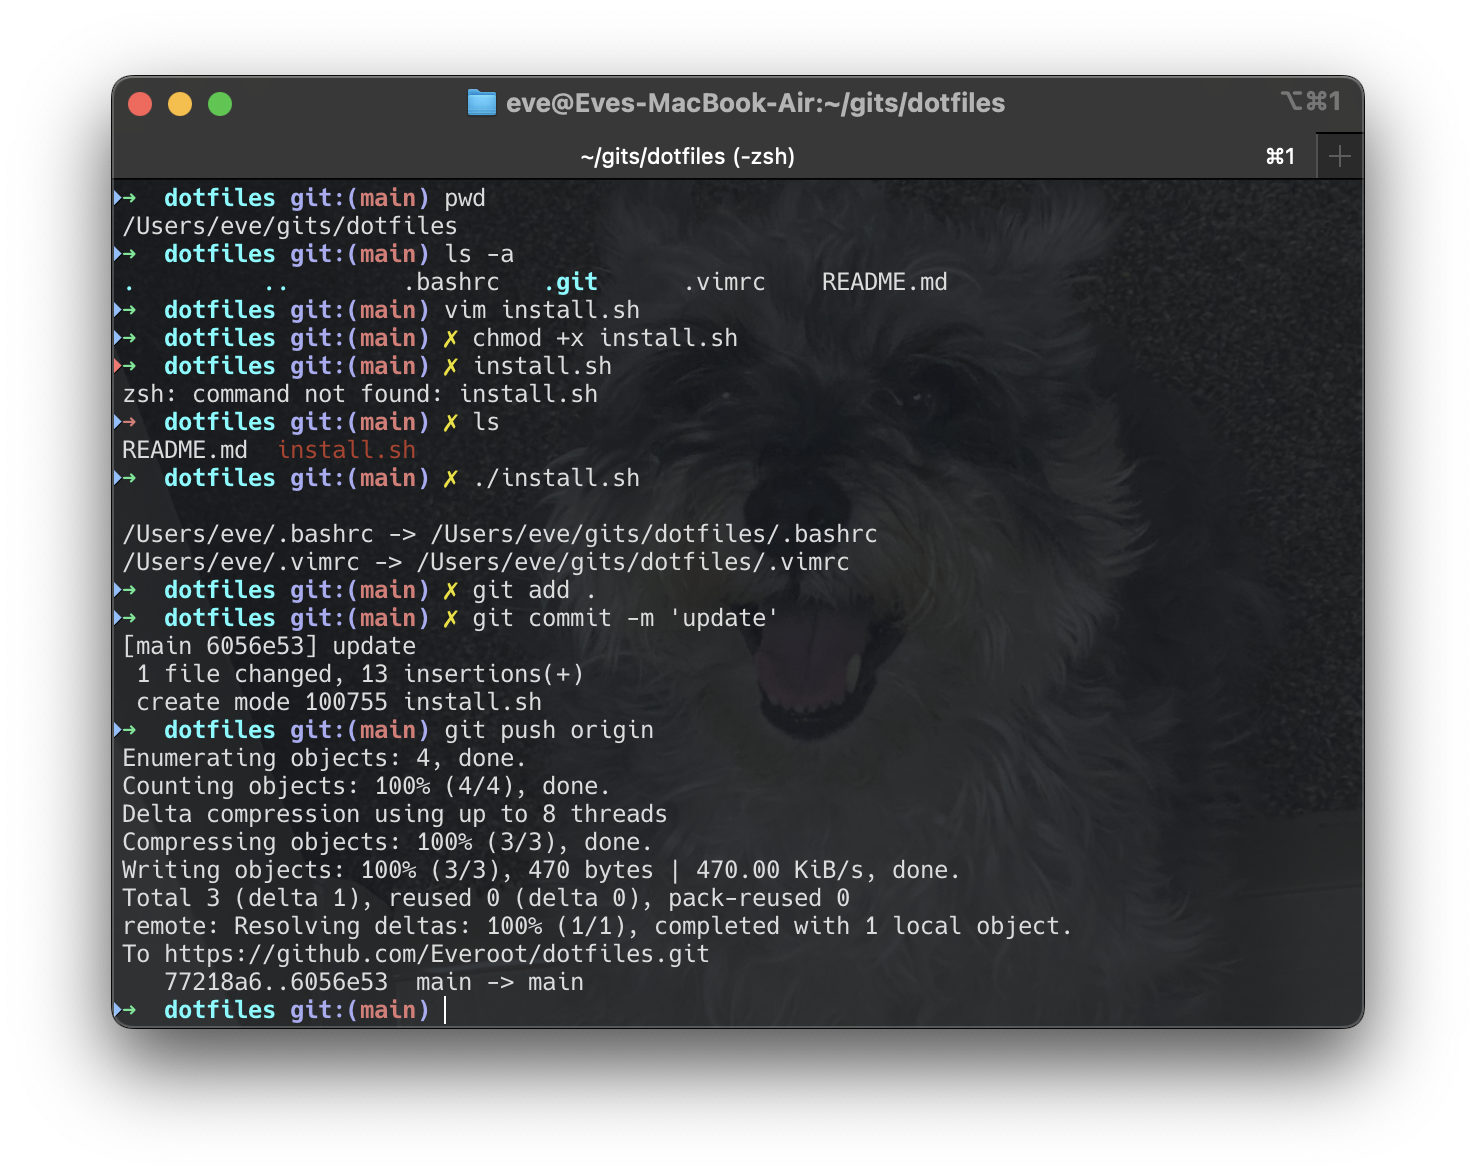 eve@Eves-MacBook-Air:~/gits/dotfiles ⌥⌘1
~/gits/dotfiles (-zsh) ⌘1
→ dotfiles git:(main) pwd
/Users/eve/gits/dotfiles
→ dotfiles git:(main) ls -a
. .. .bashrc .git .vimrc README.md
→ dotfiles git:(main) vim install.sh
→ dotfiles git:(main) ✗ chmod +x install.sh
→ dotfiles git:(main) ✗ install.sh
zsh: command not found: install.sh
→ dotfiles git:(main) ✗ ls
README.md install.sh
→ dotfiles git:(main) ✗ ./install.sh
/Users/eve/.bashrc -> /Users/eve/gits/dotfiles/.bashrc
/Users/eve/.vimrc -> /Users/eve/gits/dotfiles/.vimrc
→ dotfiles git:(main) ✗ git add .
→ dotfiles git:(main) ✗ git commit -m 'update'
[main 6056e53] update
1 file changed, 13 insertions(+)
create mode 100755 install.sh
→ dotfiles git:(main) git push origin
Enumerating objects: 4, done.
Counting objects: 100% (4/4), done.
Delta compression using up to 8 threads
Compressing objects: 100% (3/3), done.
Writing objects: 100% (3/3), 470 bytes | 470.00 KiB/s, done.
Total 3 (delta 1), reused 0 (delta 0), pack-reused 0
remote: Resolving deltas: 100% (1/1), completed with 1 local object.
To https://github.com/Everoot/dotfiles.git
77218a6..6056e53 main -> main
→ dotfiles git:(main)